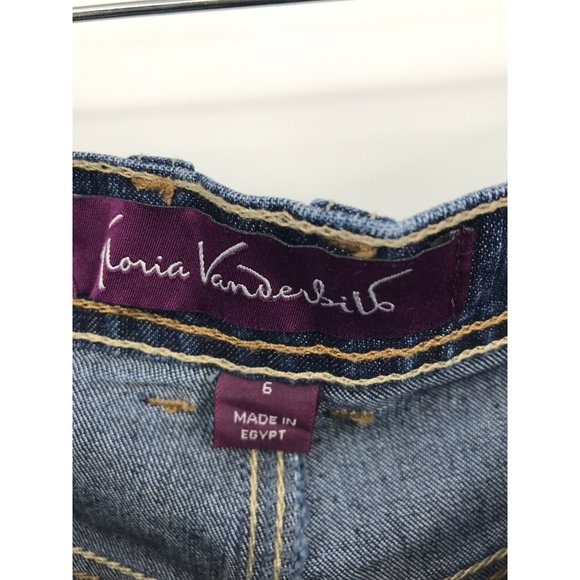 Gloria Vanderbilt
6
MADE IN
EGYPT